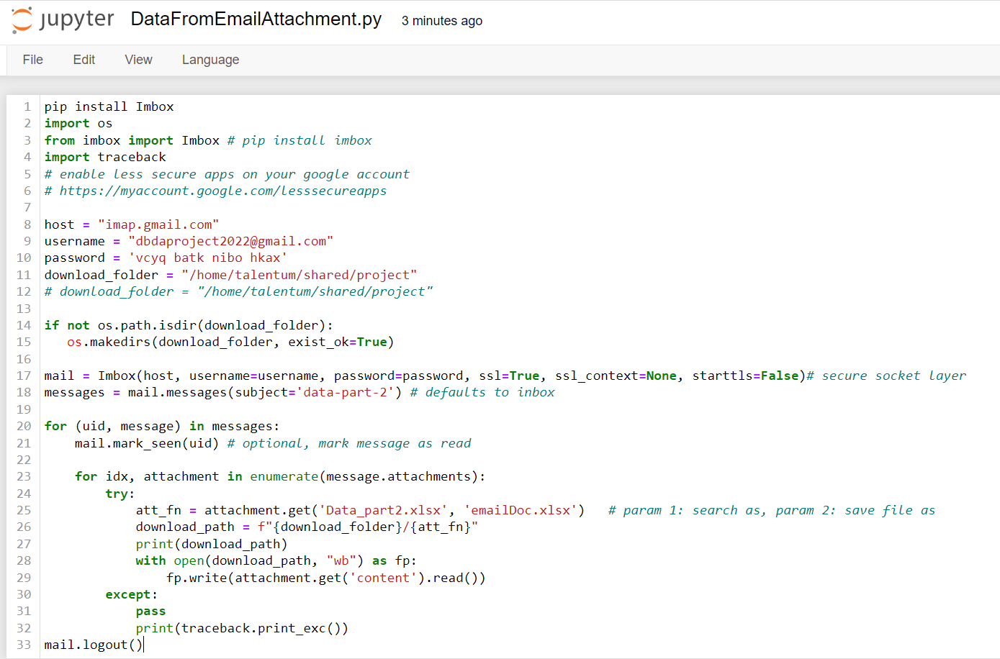 jupyter DataFromEmailAttachment.py 3 minutes ago
File Edit View Language
1 pip install Imbox
2 import os
3 from imbox import Imbox # pip install imbox
4 import traceback
5 # enable less secure apps on your google account
6 # https://myaccount.google.com/lesssecureapps
7
8 host = "imap.gmail.com"
9 username = "dbdaproject2022@gmail.com"
10 password = 'vcyq batk nibo hkax'
11 download_folder = "/home/talentum/shared/project"
12 # download_folder = "/home/talentum/shared/project"
13
14 if not os.path.isdir(download_folder):
15    os.makedirs(download_folder, exist_ok=True)
16
17 mail = Imbox(host, username=username, password=password, ssl=True, ssl_context=None, starttls=False)# secure socket layer
18 messages = mail.messages(subject='data-part-2') # defaults to inbox
19
20 for (uid, message) in messages:
21     mail.mark_seen(uid) # optional, mark message as read
22
23     for idx, attachment in enumerate(message.attachments):
24         try:
25             att_fn = attachment.get('Data_part2.xlsx', 'emailDoc.xlsx')   # param 1: search as, param 2: save file as
26             download_path = f"{download_folder}/{att_fn}"
27             print(download_path)
28             with open(download_path, "wb") as fp:
29                 fp.write(attachment.get('content').read())
30         except:
31             pass
32             print(traceback.print_exc())
33 mail.logout()